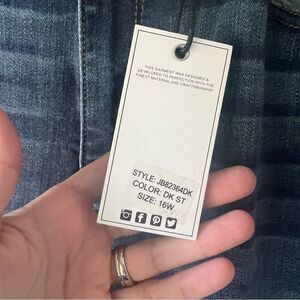 THIS GARMENT WAS DESIGNED &
DEVELOPED TO PERFECTION WITH THE
FINEST MATERIAL AND CRAFTSMANSHIP
STYLE: JB82364DK
COLOR: DK ST
SIZE: 16W